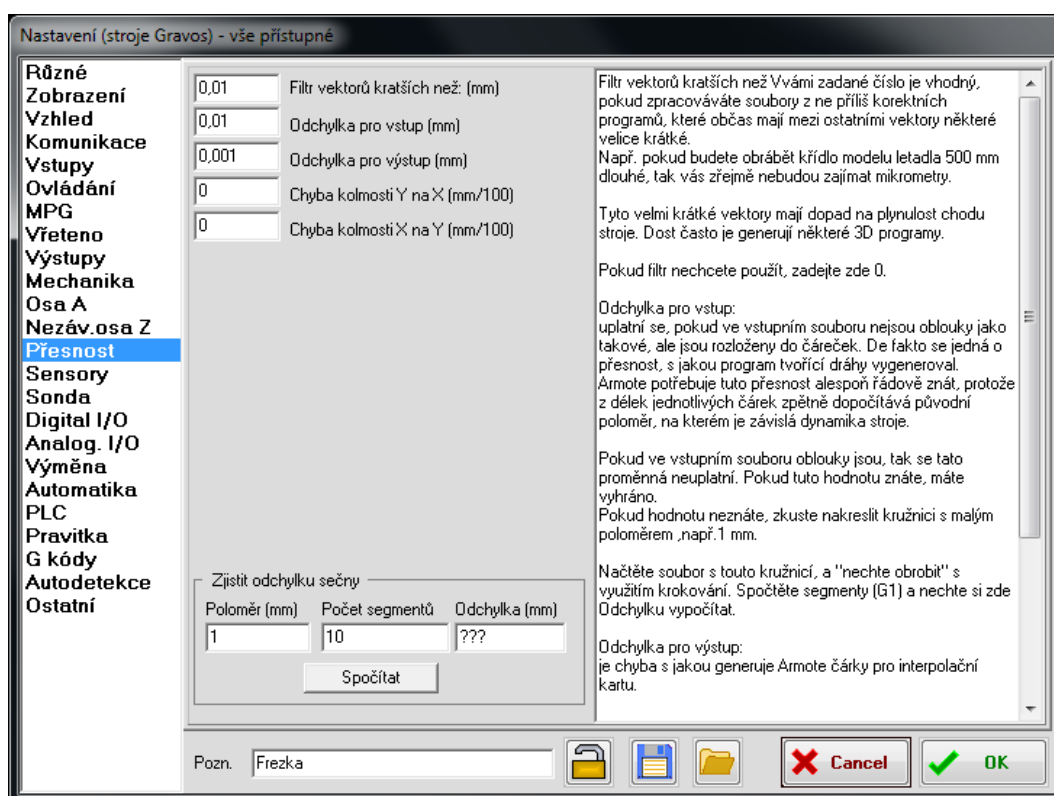 Nastavení (stroje Gravos) - vše přístupné
Různé
Zobrazení
Vzhled
Komunikace
Vstupy
Ovládání
MPG
Vřeteno
Výstupy
Mechanika
Osa A
Nezáv.osa Z
Přesnost
Sensory
Sonda
Digital I/O
Analog. I/O
Výměna
Automatika
PLC
Pravitka
G kódy
Autodetekce
Ostatní
0,01 Filtr vektorů kratších než: (mm)
0,01 Odchylka pro vstup (mm)
0,001 Odchylka pro výstup (mm)
0 Chyba kolmosti Y na X (mm/100)
0 Chyba kolmosti X na Y (mm/100)
Zjistit odchylku sečny
Poloměr (mm) Počet segmentů Odchylka (mm)
1 10 ???
Spočítat
Filtr vektorů kratších než Vvámi zadané číslo je vhodný,
pokud zpracováváte soubory z ne příliš korektních
programů, které občas mají mezi ostatními vektory některé
velice krátké.
Např. pokud budete obrábět křídlo modelu letadla 500 mm
dlouhé, tak vás zřejmě nebudou zajímat mikrometry.
Tyto velmi krátké vektory mají dopad na plynulost chodu
stroje. Dost často je generují některé 3D programy.
Pokud filtr nechcete použít, zadejte zde 0.
Odchylka pro vstup:
uplatní se, pokud ve vstupním souboru nejsou oblouky jako
takové, ale jsou rozloženy do čáreček. De fakto se jedná o
přesnost, s jakou program tvořící dráhy vygeneroval.
Armote potřebuje tuto přesnost alespoň řádově znát, protože
z délek jednotlivých čárek zpětně dopočítává původní
poloměr, na kterém je závislá dynamika stroje.
Pokud ve vstupním souboru oblouky jsou, tak se tato
proměnná neuplatní. Pokud tuto hodnotu znáte, máte
vyhráno.
Pokud hodnotu neznáte, zkuste nakreslit kružnici s malým
poloměrem ,např.1 mm.
Načtěte soubor s touto kružnicí, a "nechte obrobit" s
využitím krokování. Spočtěte segmenty (G1) a nechte si zde
Odchylku vypočítat.
Odchylka pro výstup:
je chyba s jakou generuje Armote čárky pro interpolační
kartu.
Pozn. Frezka
Cancel
OK